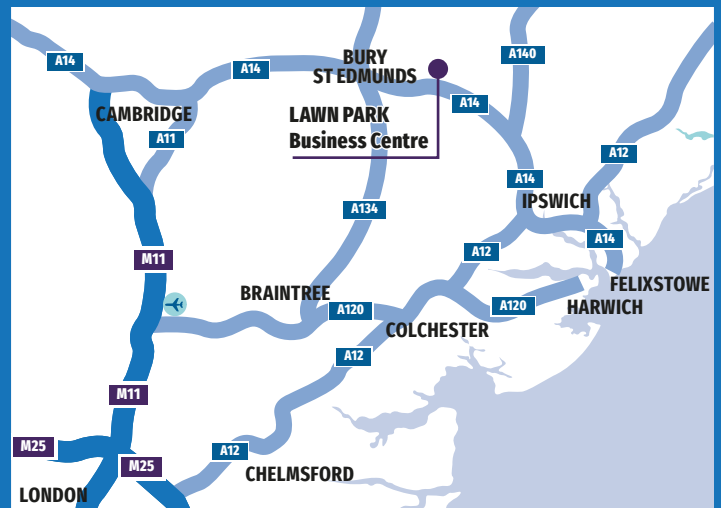 A14
A14
BURY
ST EDMUNDS
A140
A14
CAMBRIDGE
LAWN PARK
Business Centre
A11
A12
A14
IPSWICH
A134
A14
M11
A12
FELIXSTOWE
BRAINTREE
A120
A120
HARWICH
COLCHESTER
A12
M11
M25
A12
M25
CHELMSFORD
LONDON